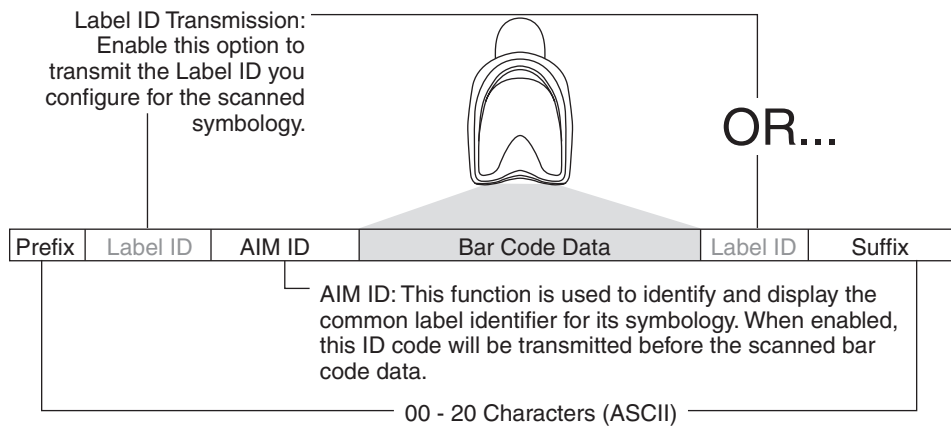 Label ID Transmission:
Enable this option to
transmit the Label ID you
configure for the scanned
symbology.
OR...
Prefix Label ID AIM ID Bar Code Data Label ID Suffix
AIM ID: This function is used to identify and display the
common label identifier for its symbology. When enabled,
this ID code will be transmitted before the scanned bar
code data.
00 - 20 Characters (ASCII)